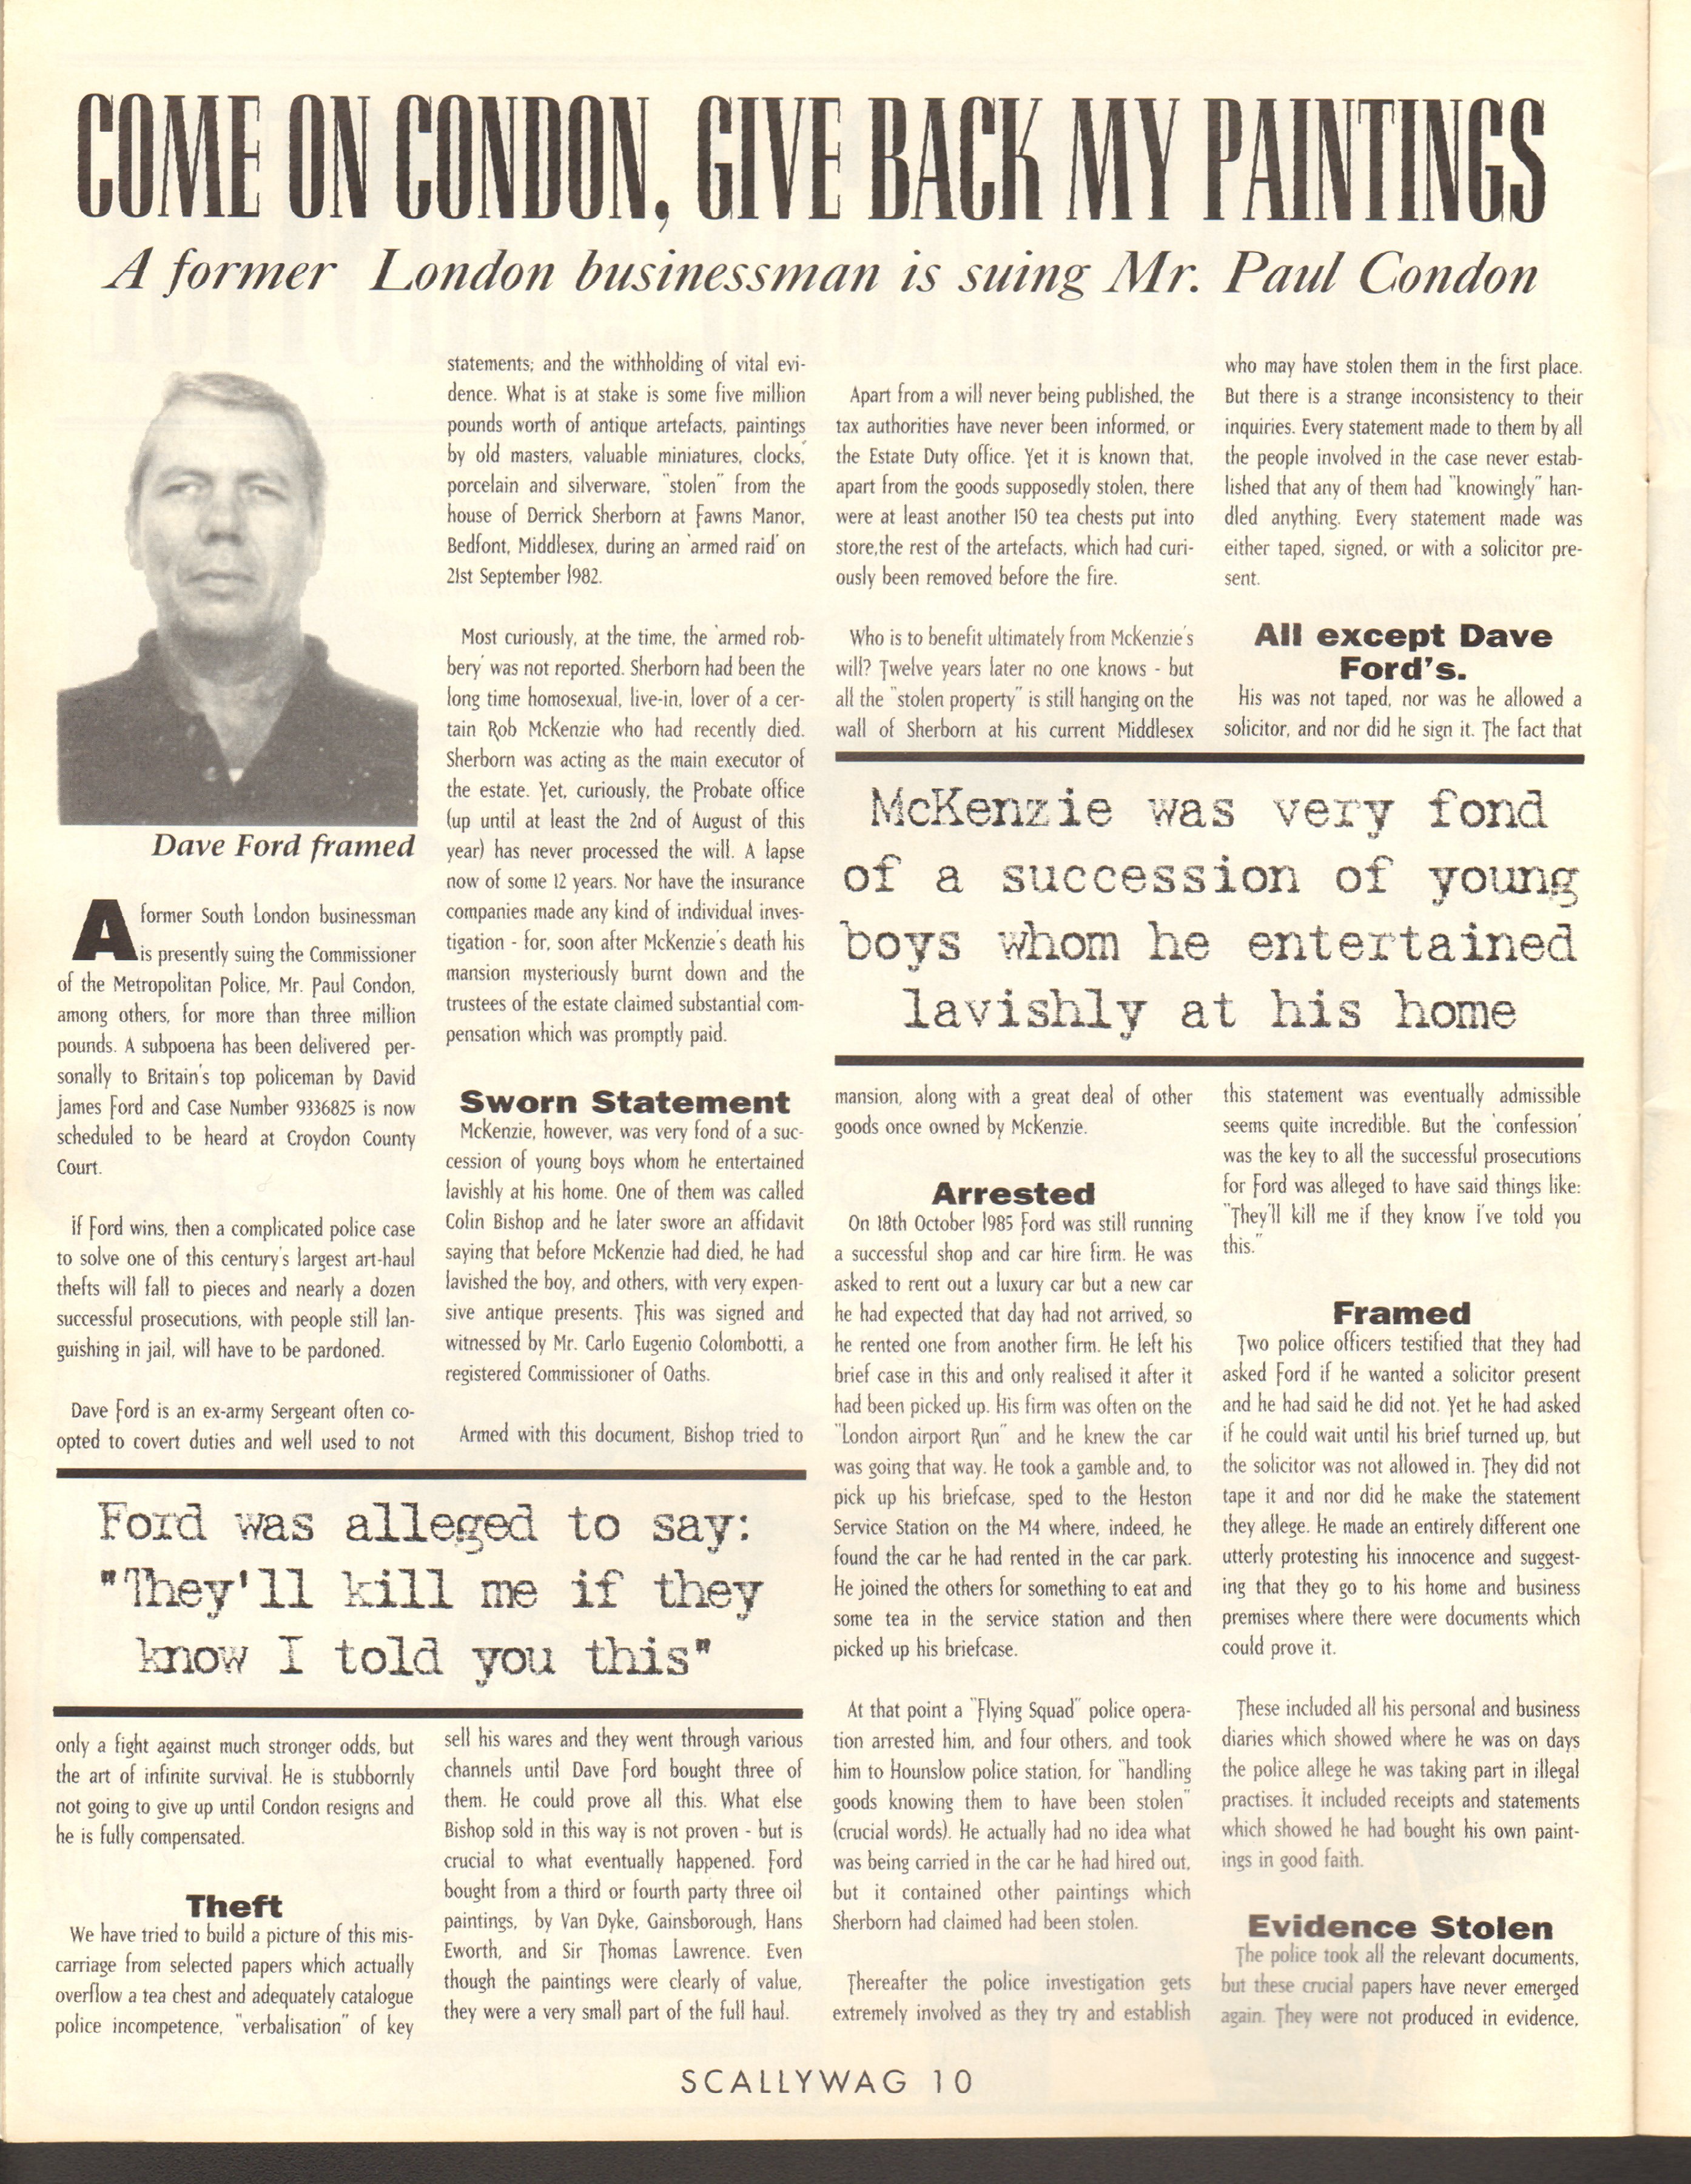 COME ON CONDON, GIVE BACK MY PAINTINGS
A former London businessman is suing Mr. Paul Condon
Dave Ford framed
A former South London businessman
is presently suing the Commissioner
of the Metropolitan Police, Mr. Paul Condon,
among others, for more than three million
pounds. A subpoena has been delivered per-
sonally to Britain's top policeman by David
James Ford and Case Number 9336825 is now
scheduled to be heard at Croydon County
Court.
If Ford wins, then a complicated police case
to solve one of this century's largest art-haul
thefts will fall to pieces and nearly a dozen
successful prosecutions, with people still lan-
guishing in jail, will have to be pardoned.
Dave Ford is an ex-army Sergeant often co-
opted to covert duties and well used to not
Ford was alleged to say:
"They'll kill me if they
know I told you this"
only a fight against much stronger odds, but
the art of infinite survival. He is stubbornly
not going to give up until Condon resigns and
he is fully compensated.
Theft
We have tried to build a picture of this mis-
carriage from selected papers which actually
overflow a tea chest and adequately catalogue
police incompetence, "verbalisation" of key
statements; and the withholding of vital evi-
dence. What is at stake is some five million
pounds worth of antique artefacts, paintings
by old masters, valuable miniatures, clocks,
porcelain and silverware, "stolen" from the
house of Derrick Sherborn at Fawns Manor,
Bedfont, Middlesex, during an 'armed raid' on
21st September 1982.
Most curiously, at the time, the 'armed rob-
bery' was not reported. Sherborn had been the
long time homosexual, live-in, lover of a cer-
tain Rob McKenzie who had recently died.
Sherborn was acting as the main executor of
the estate. Yet, curiously, the Probate office
(up until at least the 2nd of August of this
year) has never processed the will. A lapse
now of some 12 years. Nor have the insurance
companies made any kind of individual inves-
tigation - for, soon after McKenzie's death his
mansion mysteriously burnt down and the
trustees of the estate claimed substantial com-
pensation which was promptly paid.
Sworn Statement
McKenzie, however, was very fond of a suc-
cession of young boys whom he entertained
lavishly at his home. One of them was called
Colin Bishop and he later swore an affidavit
saying that before McKenzie had died, he had
lavished the boy, and others, with very expen-
sive antique presents. This was signed and
witnessed by Mr. Carlo Eugenio Colombotti, a
registered Commissioner of Oaths.
Armed with this document, Bishop tried to
sell his wares and they went through various
channels until Dave Ford bought three of
them. He could prove all this. What else
Bishop sold in this way is not proven - but is
crucial to what eventually happened. Ford
bought from a third or fourth party three oil
paintings, by Van Dyke, Gainsborough, Hans
Eworth, and Sir Thomas Lawrence. Even
though the paintings were clearly of value,
they were a very small part of the full haul.
Apart from a will never being published, the
tax authorities have never been informed, or
the Estate Duty office. Yet it is known that,
apart from the goods supposedly stolen, there
were at least another 150 tea chests put into
store,the rest of the artefacts, which had curi-
ously been removed before the fire.
Who is to benefit ultimately from McKenzie's
will? Twelve years later no one knows - but
all the "stolen property" is still hanging on the
wall of Sherborn at his current Middlesex
McKenzie was very fond
of a succession of young
boys whom he entertained
lavishly at his home
mansion, along with a great deal of other
goods once owned by McKenzie.
Arrested
On 18th October 1985 Ford was still running
a successful shop and car hire firm. He was
asked to rent out a luxury car but a new car
he had expected that day had not arrived, so
he rented one from another firm. He left his
brief case in this and only realised it after it
had been picked up. His firm was often on the
"London airport Run" and he knew the car
was going that way. He took a gamble and, to
pick up his briefcase, sped to the Heston
Service Station on the M4 where, indeed, he
found the car he had rented in the car park.
He joined the others for something to eat and
some tea in the service station and then
picked up his briefcase.
At that point a "Flying Squad" police opera-
tion arrested him, and four others, and took
him to Hounslow police station, for "handling
goods knowing them to have been stolen"
(crucial words). He actually had no idea what
was being carried in the car he had hired out,
but it contained other paintings which
Sherborn had claimed had been stolen.
Thereafter the police investigation gets
extremely involved as they try and establish
who may have stolen them in the first place.
But there is a strange inconsistency to their
inquiries. Every statement made to them by all
the people involved in the case never estab-
lished that any of them had "knowingly" han-
dled anything. Every statement made was
either taped, signed, or with a solicitor pre-
sent.
All except Dave
Ford's.
His was not taped, nor was he allowed a
solicitor, and nor did he sign it. The fact that
this statement was eventually admissible
seems quite incredible. But the 'confession'
was the key to all the successful prosecutions
for Ford was alleged to have said things like:
"They'll kill me if they know I've told you
this."
Framed
Two police officers testified that they had
asked Ford if he wanted a solicitor present
and he had said he did not. Yet he had asked
if he could wait until his brief turned up, but
the solicitor was not allowed in. They did not
tape it and nor did he make the statement
they allege. He made an entirely different one
utterly protesting his innocence and suggest-
ing that they go to his home and business
premises where there were documents which
could prove it.
These included all his personal and business
diaries which showed where he was on days
the police allege he was taking part in illegal
practises. It included receipts and statements
which showed he had bought his own paint-
ings in good faith.
Evidence Stolen
The police took all the relevant documents,
but these crucial papers have never emerged
again. They were not produced in evidence,
SCALLYWAG 10